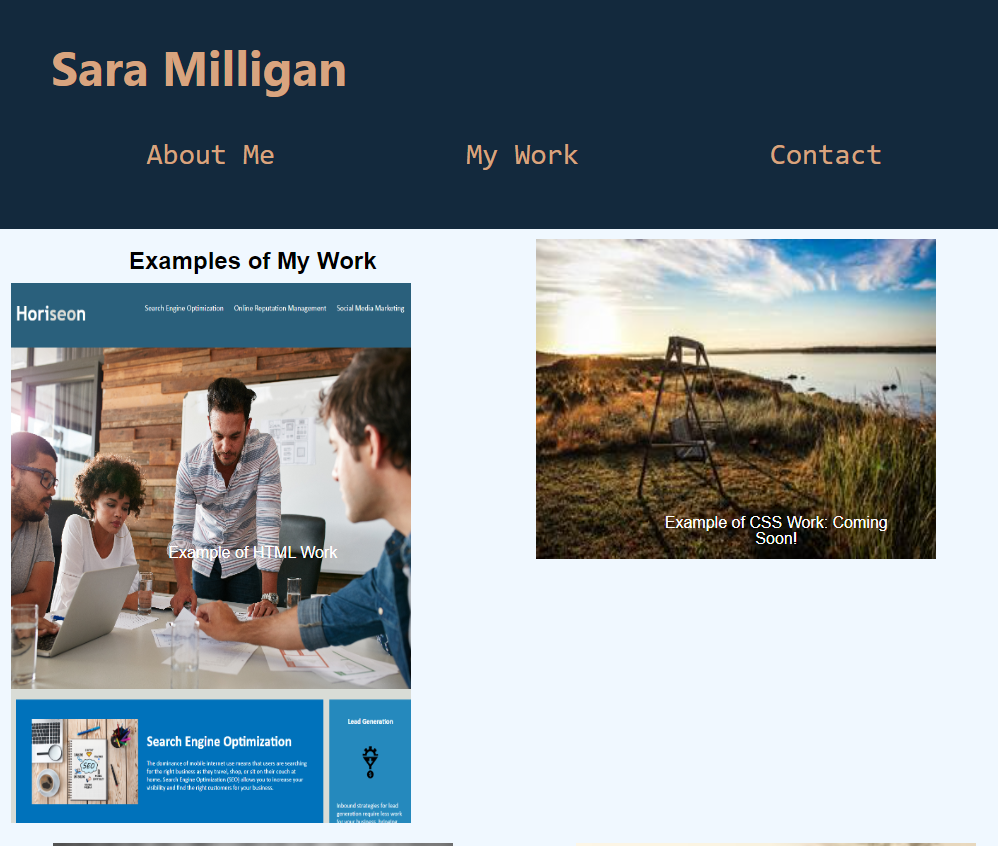 Sara Milligan
About Me
My Work
Contact
Examples of My Work
Horiseon
Search Engine Optimization
Online Reputation Management
Social Media Marketing
Example of HTML Work
Search Engine Optimization
The dominance of mobile internet use means that users are searching
for the right business as they travel, shop, or sit on their couch at
home. Search Engine Optimization (SEO) allows you to increase your
visibility and find the right customers for your business.
SEO
Lead Generation
Inbound strategies for lead
generation require less work
for your business, bringing
Example of CSS Work: Coming
Soon!